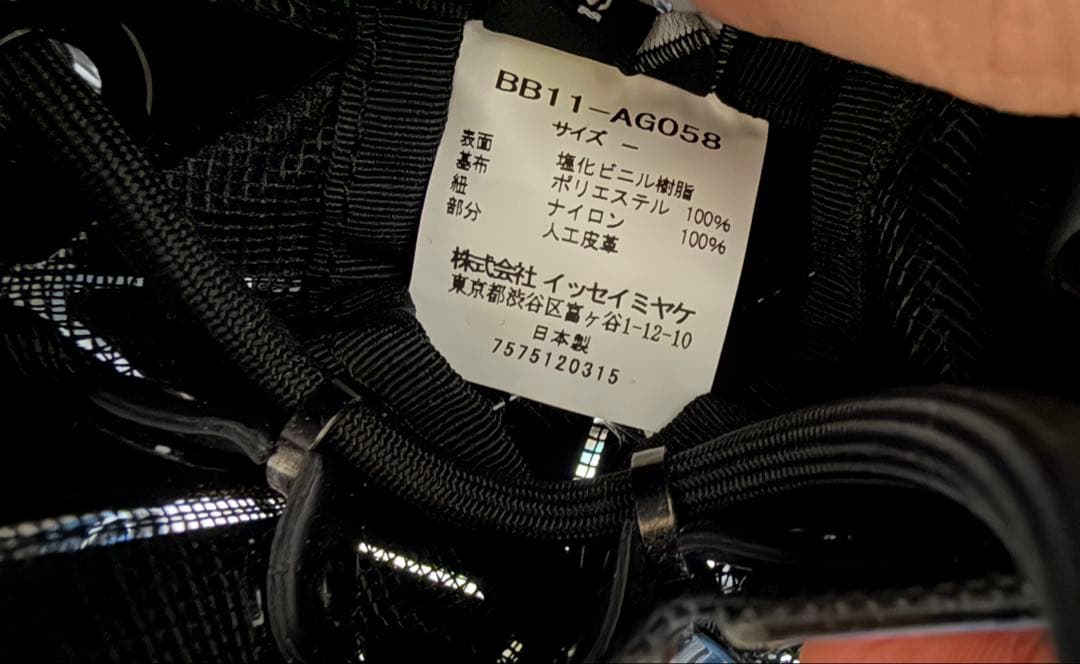 BB11-AG058
サイズ ー
表面 塩化ビニル樹脂
基布 ポリエステル 100%
紐 ナイロン 100%
部分 人工皮革
株式会社 イッセイミヤケ
東京都渋谷区富ヶ谷1-12-10
日本製
7575120315